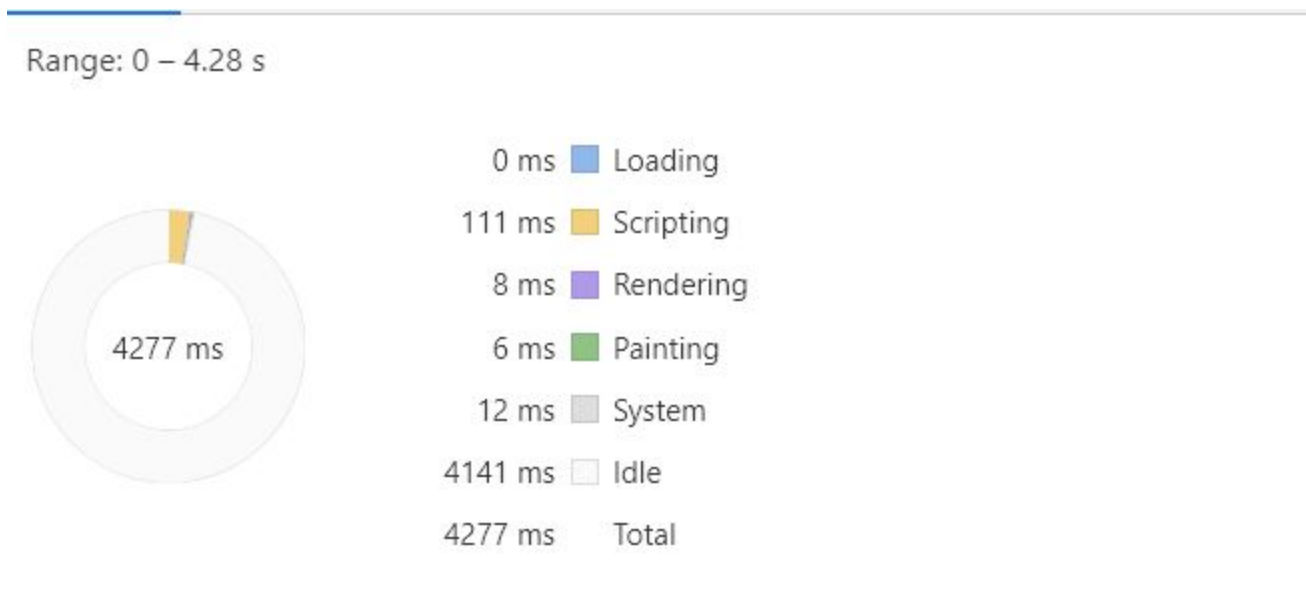 Range: 0 – 4.28 s
0 ms Loading
111 ms Scripting
8 ms Rendering
4277 ms
6 ms Painting
12 ms System
4141 ms Idle
4277 ms Total